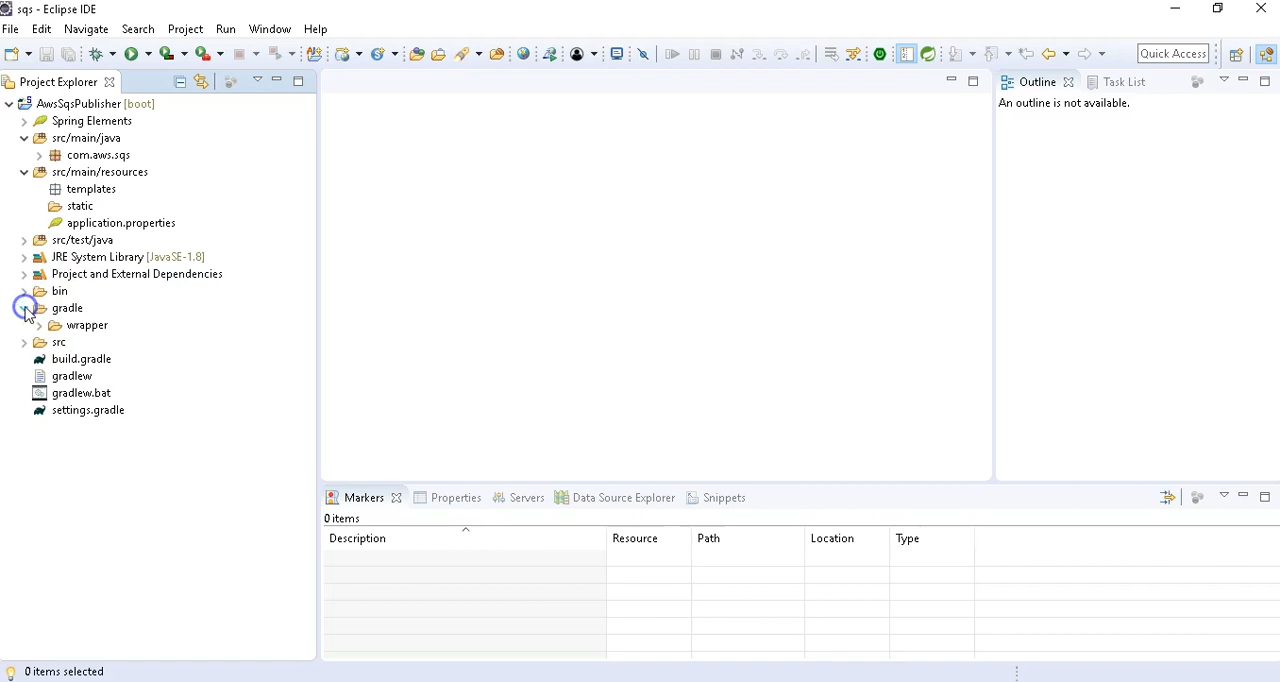 sqs - Eclipse IDE
File Edit Navigate Search Project Run Window Help
Quick Access
Project Explorer
AwsSqsPublisher [boot]
Spring Elements
src/main/java
com.aws.sqs
src/main/resources
templates
static
application.properties
src/test/java
JRE System Library [JavaSE-1.8]
Project and External Dependencies
bin
gradle
wrapper
src
build.gradle
gradlew
gradlew.bat
settings.gradle
Outline Task List
An outline is not available.
Markers Properties Servers Data Source Explorer Snippets
0 items
Description Resource Path Location Type
0 items selected